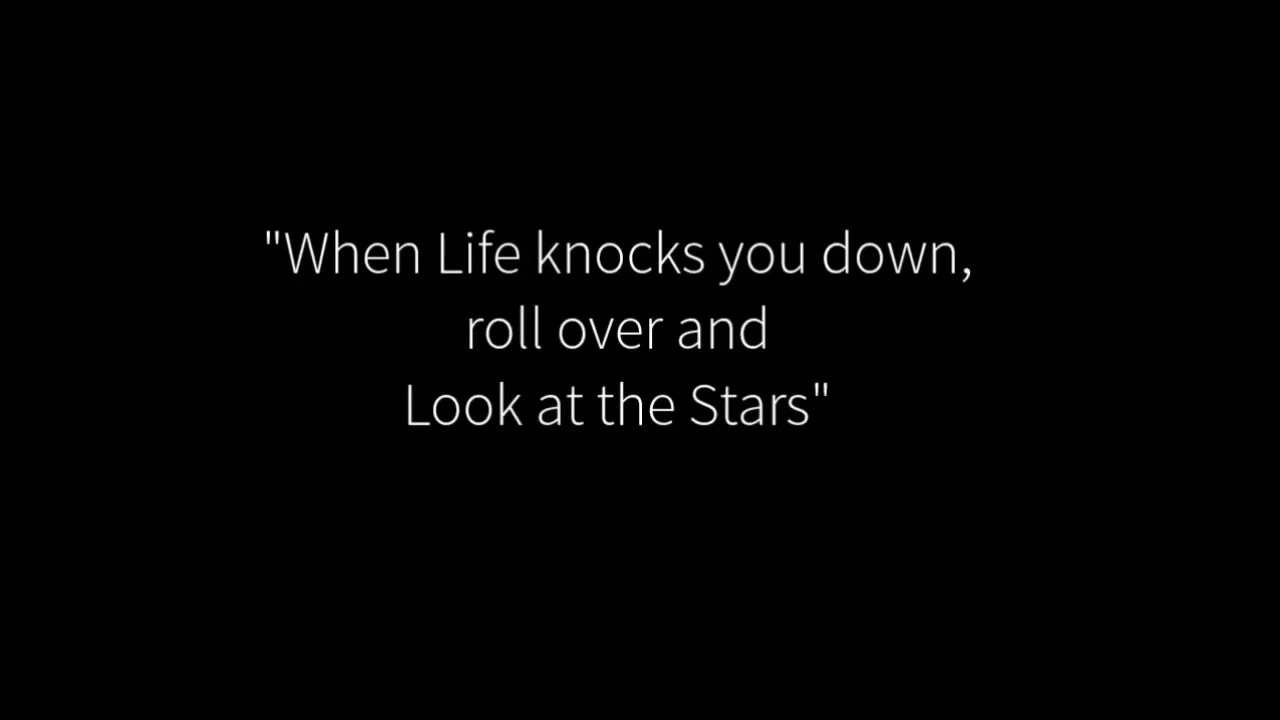 "When Life knocks you down,
roll over and
Look at the Stars"